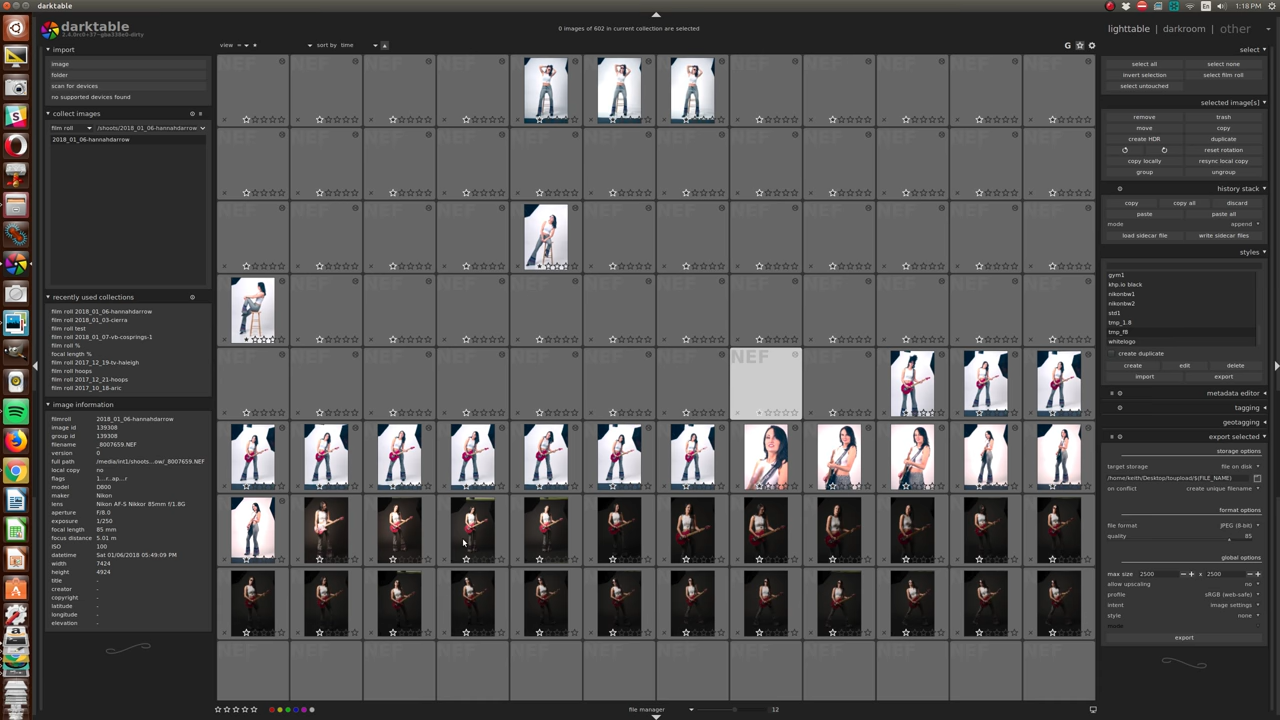 darktable
En
1:18 PM
darktable
0 images of 602 in current collection are selected
lighttable | darkroom | other
import
image
folder
scan for devices
no supported devices found
collect images
film roll
/shoots/2018_01_06-hannahdarrow
2018_01_06-hannahdarrow
recently used collections
film roll 2018_01_06-hannahdarrow
film roll 2018_01_03-cierra
film roll test
film roll 2018_01_07-vb-cosprings-1
film roll %
focal length %
film roll 2017_12_19-tv-haleigh
film roll hoops
film roll 2017_12_21-hoops
film roll 2017_10_18-aric
image information
filmroll 2018_01_06-hannahdarrow
image id 139308
group id 139308
filename _8007659.NEF
version 0
full path /media/int1/shoots...ow/_8007659.NEF
local copy no
flags 1...r..ap...r
model D800
maker Nikon
lens Nikon AF-S Nikkor 85mm f/1.8G
aperture F/8.0
exposure 1/250
focal length 85 mm
focus distance 5.01 m
ISO 100
datetime Sat 01/06/2018 05:49:09 PM
width 7424
height 4924
title -
creator -
copyright -
latitude -
longitude -
elevation -
view
sort by time
G
NEF
file manager
12
select
select all select none
invert selection select film roll
select untouched
selected image[s]
remove trash
move copy
create HDR duplicate
reset rotation
copy locally resync local copy
group ungroup
history stack
copy copy all discard
paste paste all
mode append
load sidecar file write sidecar files
styles
gym1
khp.io black
nikonbw1
nikonbw2
std1
tmp_1.8
tmp_f8
whitelogo
create duplicate
create edit delete
import export
metadata editor
tagging
geotagging
export selected
storage options
target storage file on disk
/home/keith/Desktop/toupload/$(FILE_NAME)
on conflict create unique filename
format options
file format JPEG (8-bit)
quality 85
global options
max size 2500 x 2500
allow upscaling no
profile sRGB (web-safe)
intent image settings
style none
mode
export